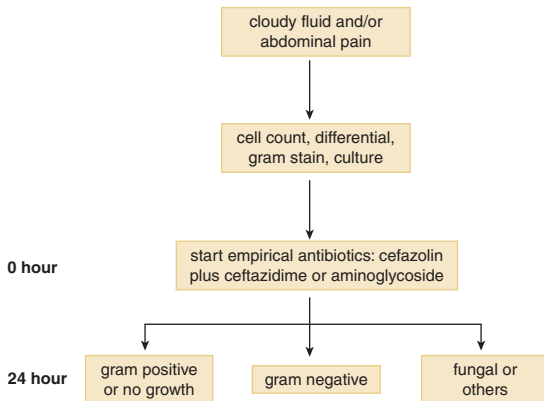 cloudy fluid and/or
abdominal pain
cell count, differential,
gram stain, culture
0 hour
start empirical antibiotics: cefazolin
plus ceftazidime or aminoglycoside
24 hour
gram positive
or no growth
gram negative
fungal or
others